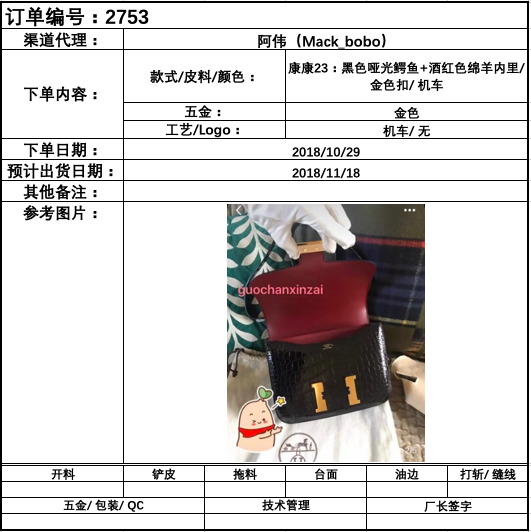 订单编号：2753
渠道代理： 阿伟（Mack_bobo）
下单内容： 款式/皮料/颜色： 康康23：黑色哑光鳄鱼+酒红色绵羊内里/
金色扣/ 机车
五金： 金色
工艺/Logo： 机车/ 无
下单日期： 2018/10/29
预计出货日期： 2018/11/18
其他备注：
参考图片：
guochanxinzai
开料 铲皮 拖料 台面 油边 打斩/ 缝线
五金/ 包装/ QC 技术管理 厂长签字